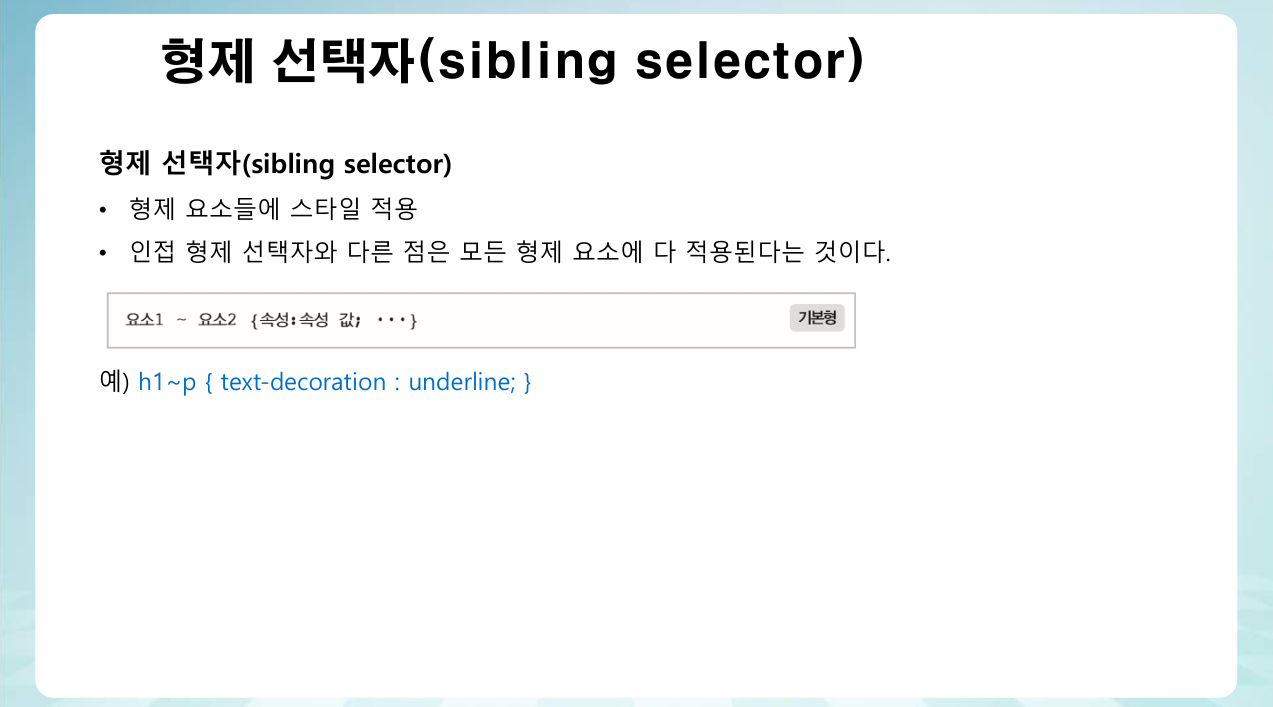 형제 선택자(sibling selector)
형제 선택자(sibling selector)
• 형제 요소들에 스타일 적용
• 인접 형제 선택자와 다른 점은 모든 형제 요소에 다 적용된다는 것이다.
요소1 ~ 요소2 {속성:속성 값; ···} 기본형
예) h1~p { text-decoration : underline; }